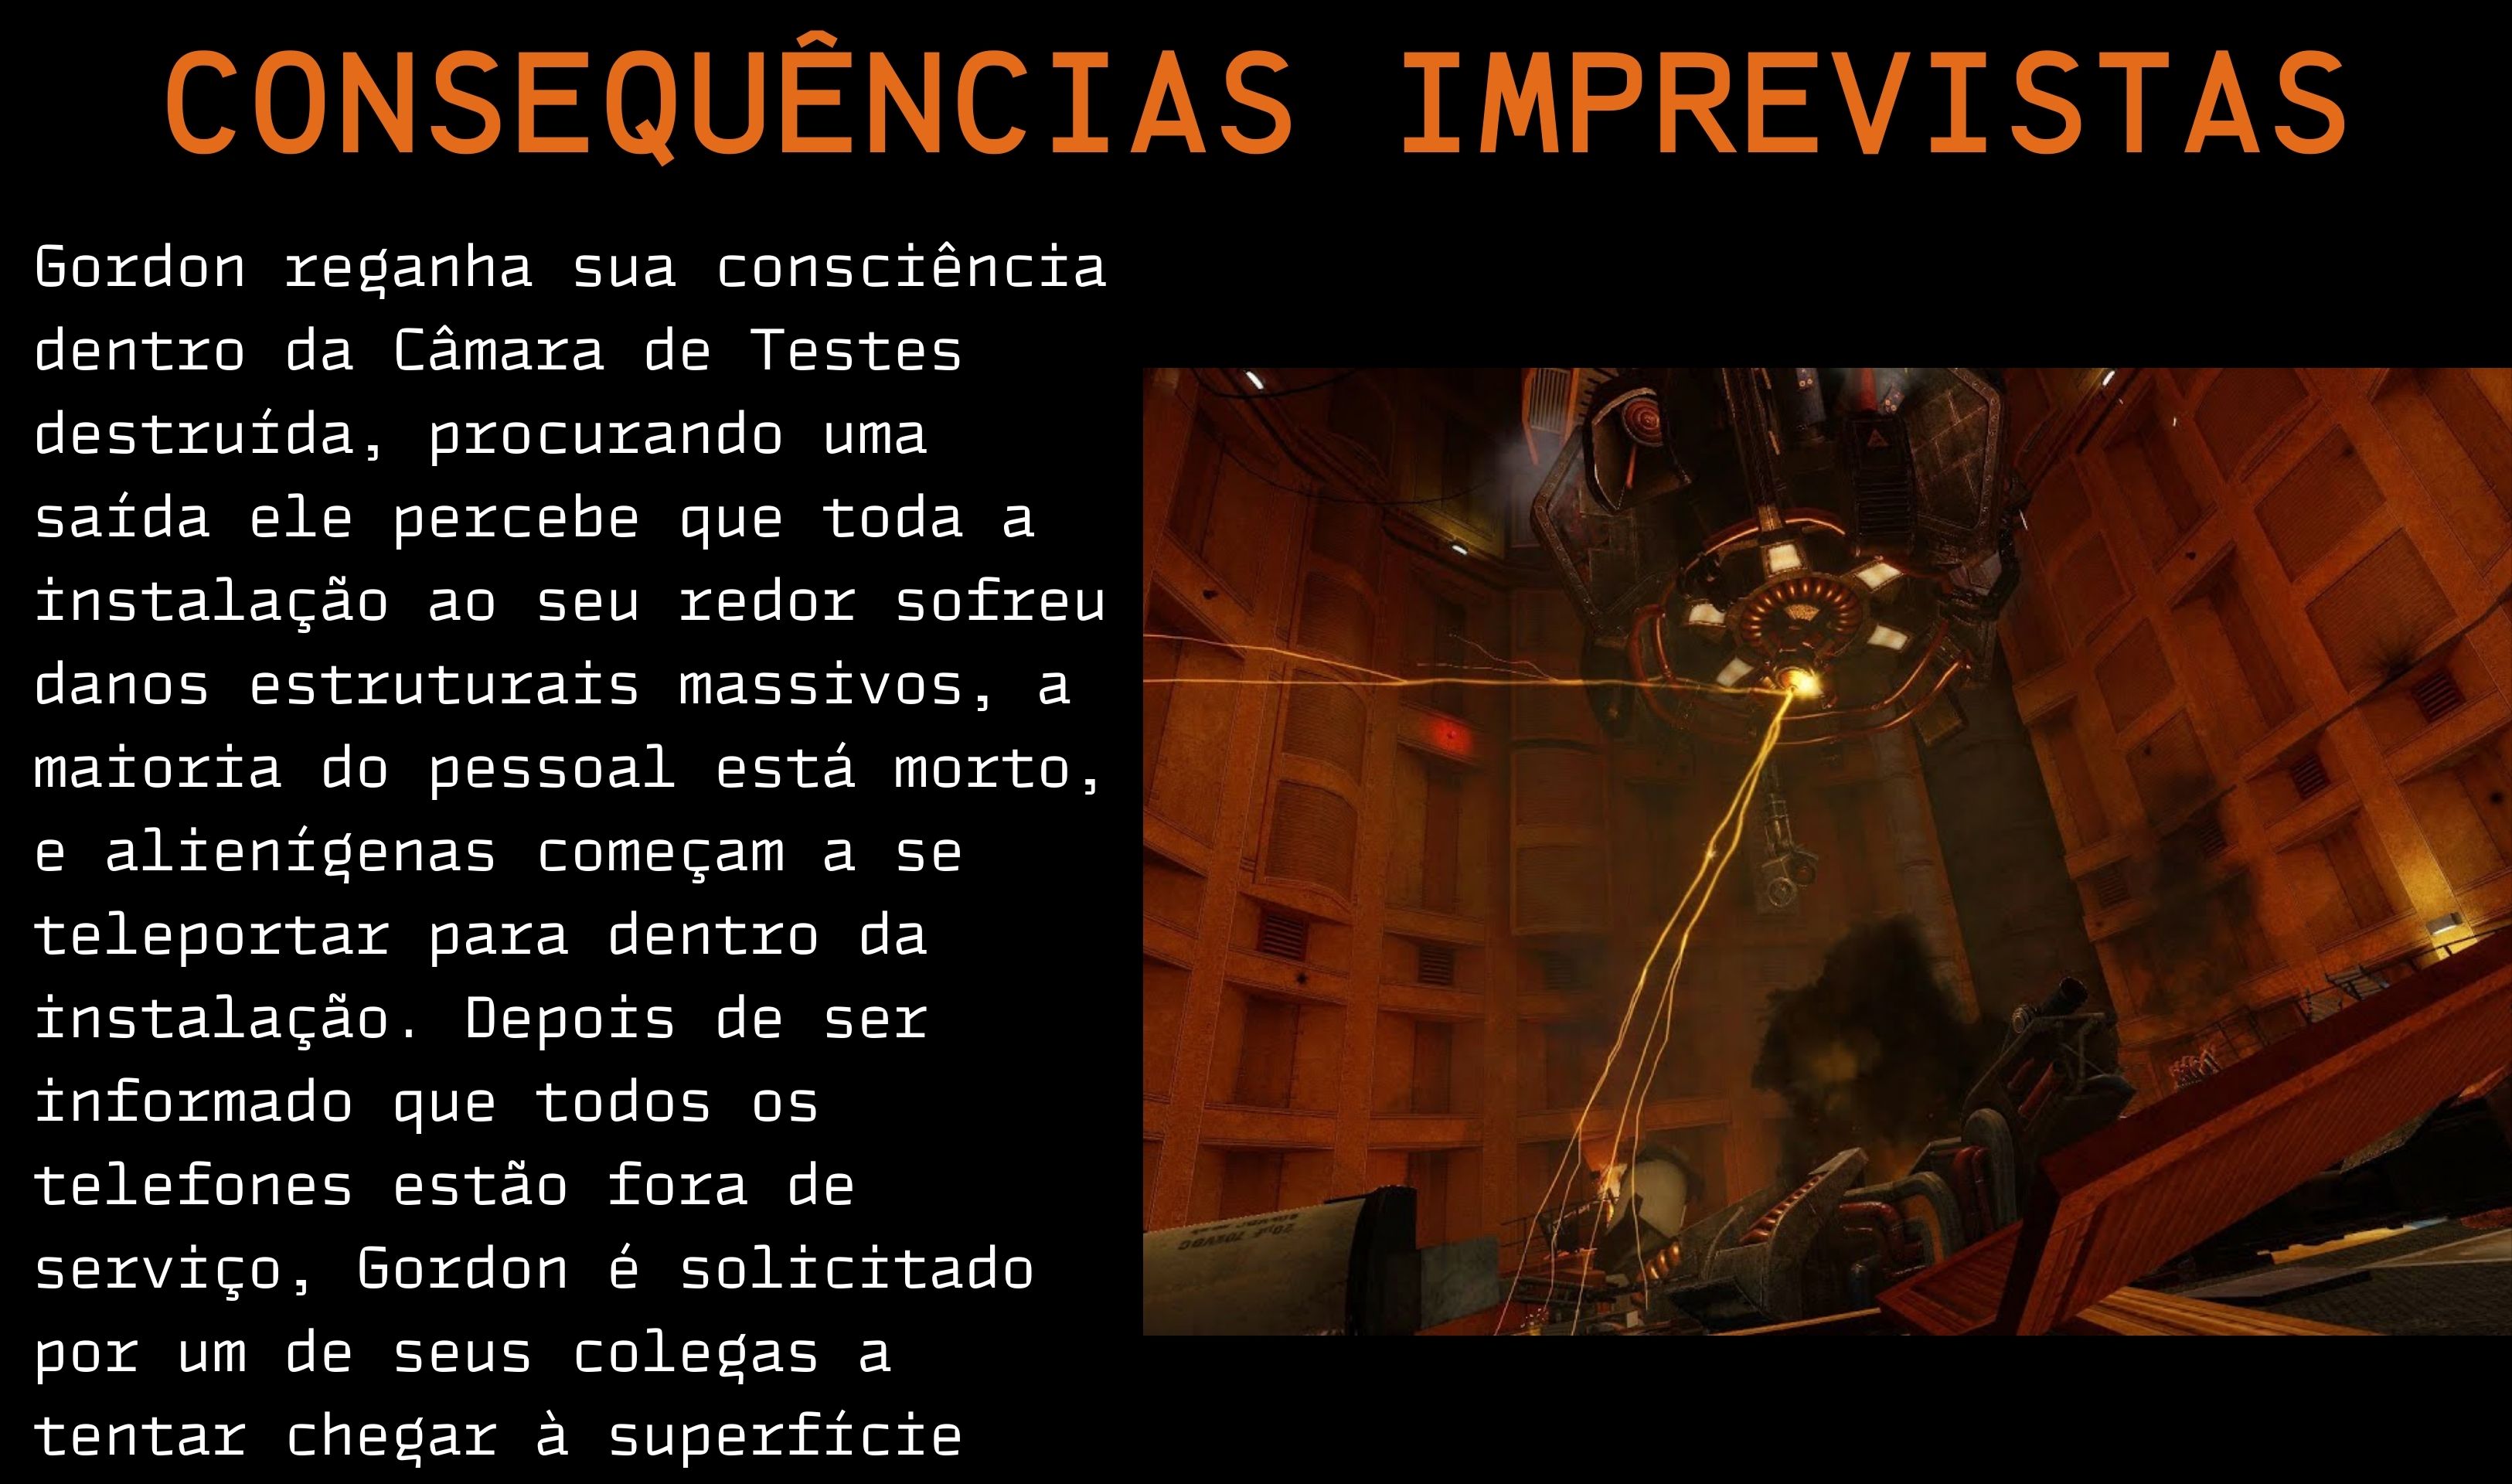 CONSEQUÊNCIAS IMPREVISTAS
Gordon reganha sua consciência
dentro da Câmara de Testes
destruída, procurando uma
saída ele percebe que toda a
instalação ao seu redor sofreu
danos estruturais massivos, a
maioria do pessoal está morto,
e alienígenas começam a se
teleportar para dentro da
instalação. Depois de ser
informado que todos os
telefones estão fora de
serviço, Gordon é solicitado
por um de seus colegas a
tentar chegar à superfície